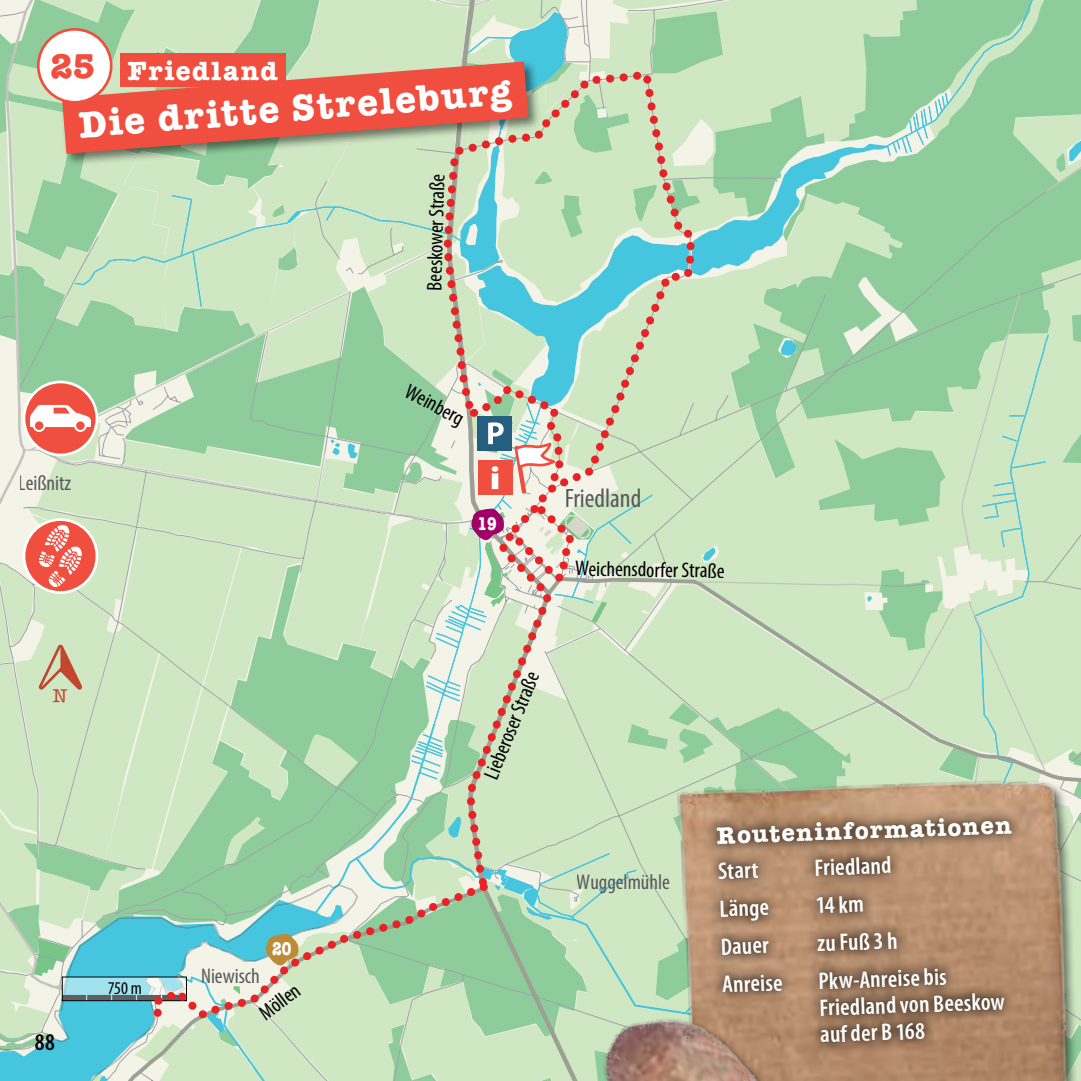 25
Friedland
Die dritte Streleburg
Beeskower Straße
Weinberg
P
i
Leißnitz
Friedland
19
Weichensdorfer Straße
N
Lieberoser Straße
Wuggelmühle
20
Niewisch
750 m
Möllen
88
Routeninformationen
Start Friedland
Länge 14 km
Dauer zu Fuß 3 h
Anreise Pkw-Anreise bis
Friedland von Beeskow
auf der B 168